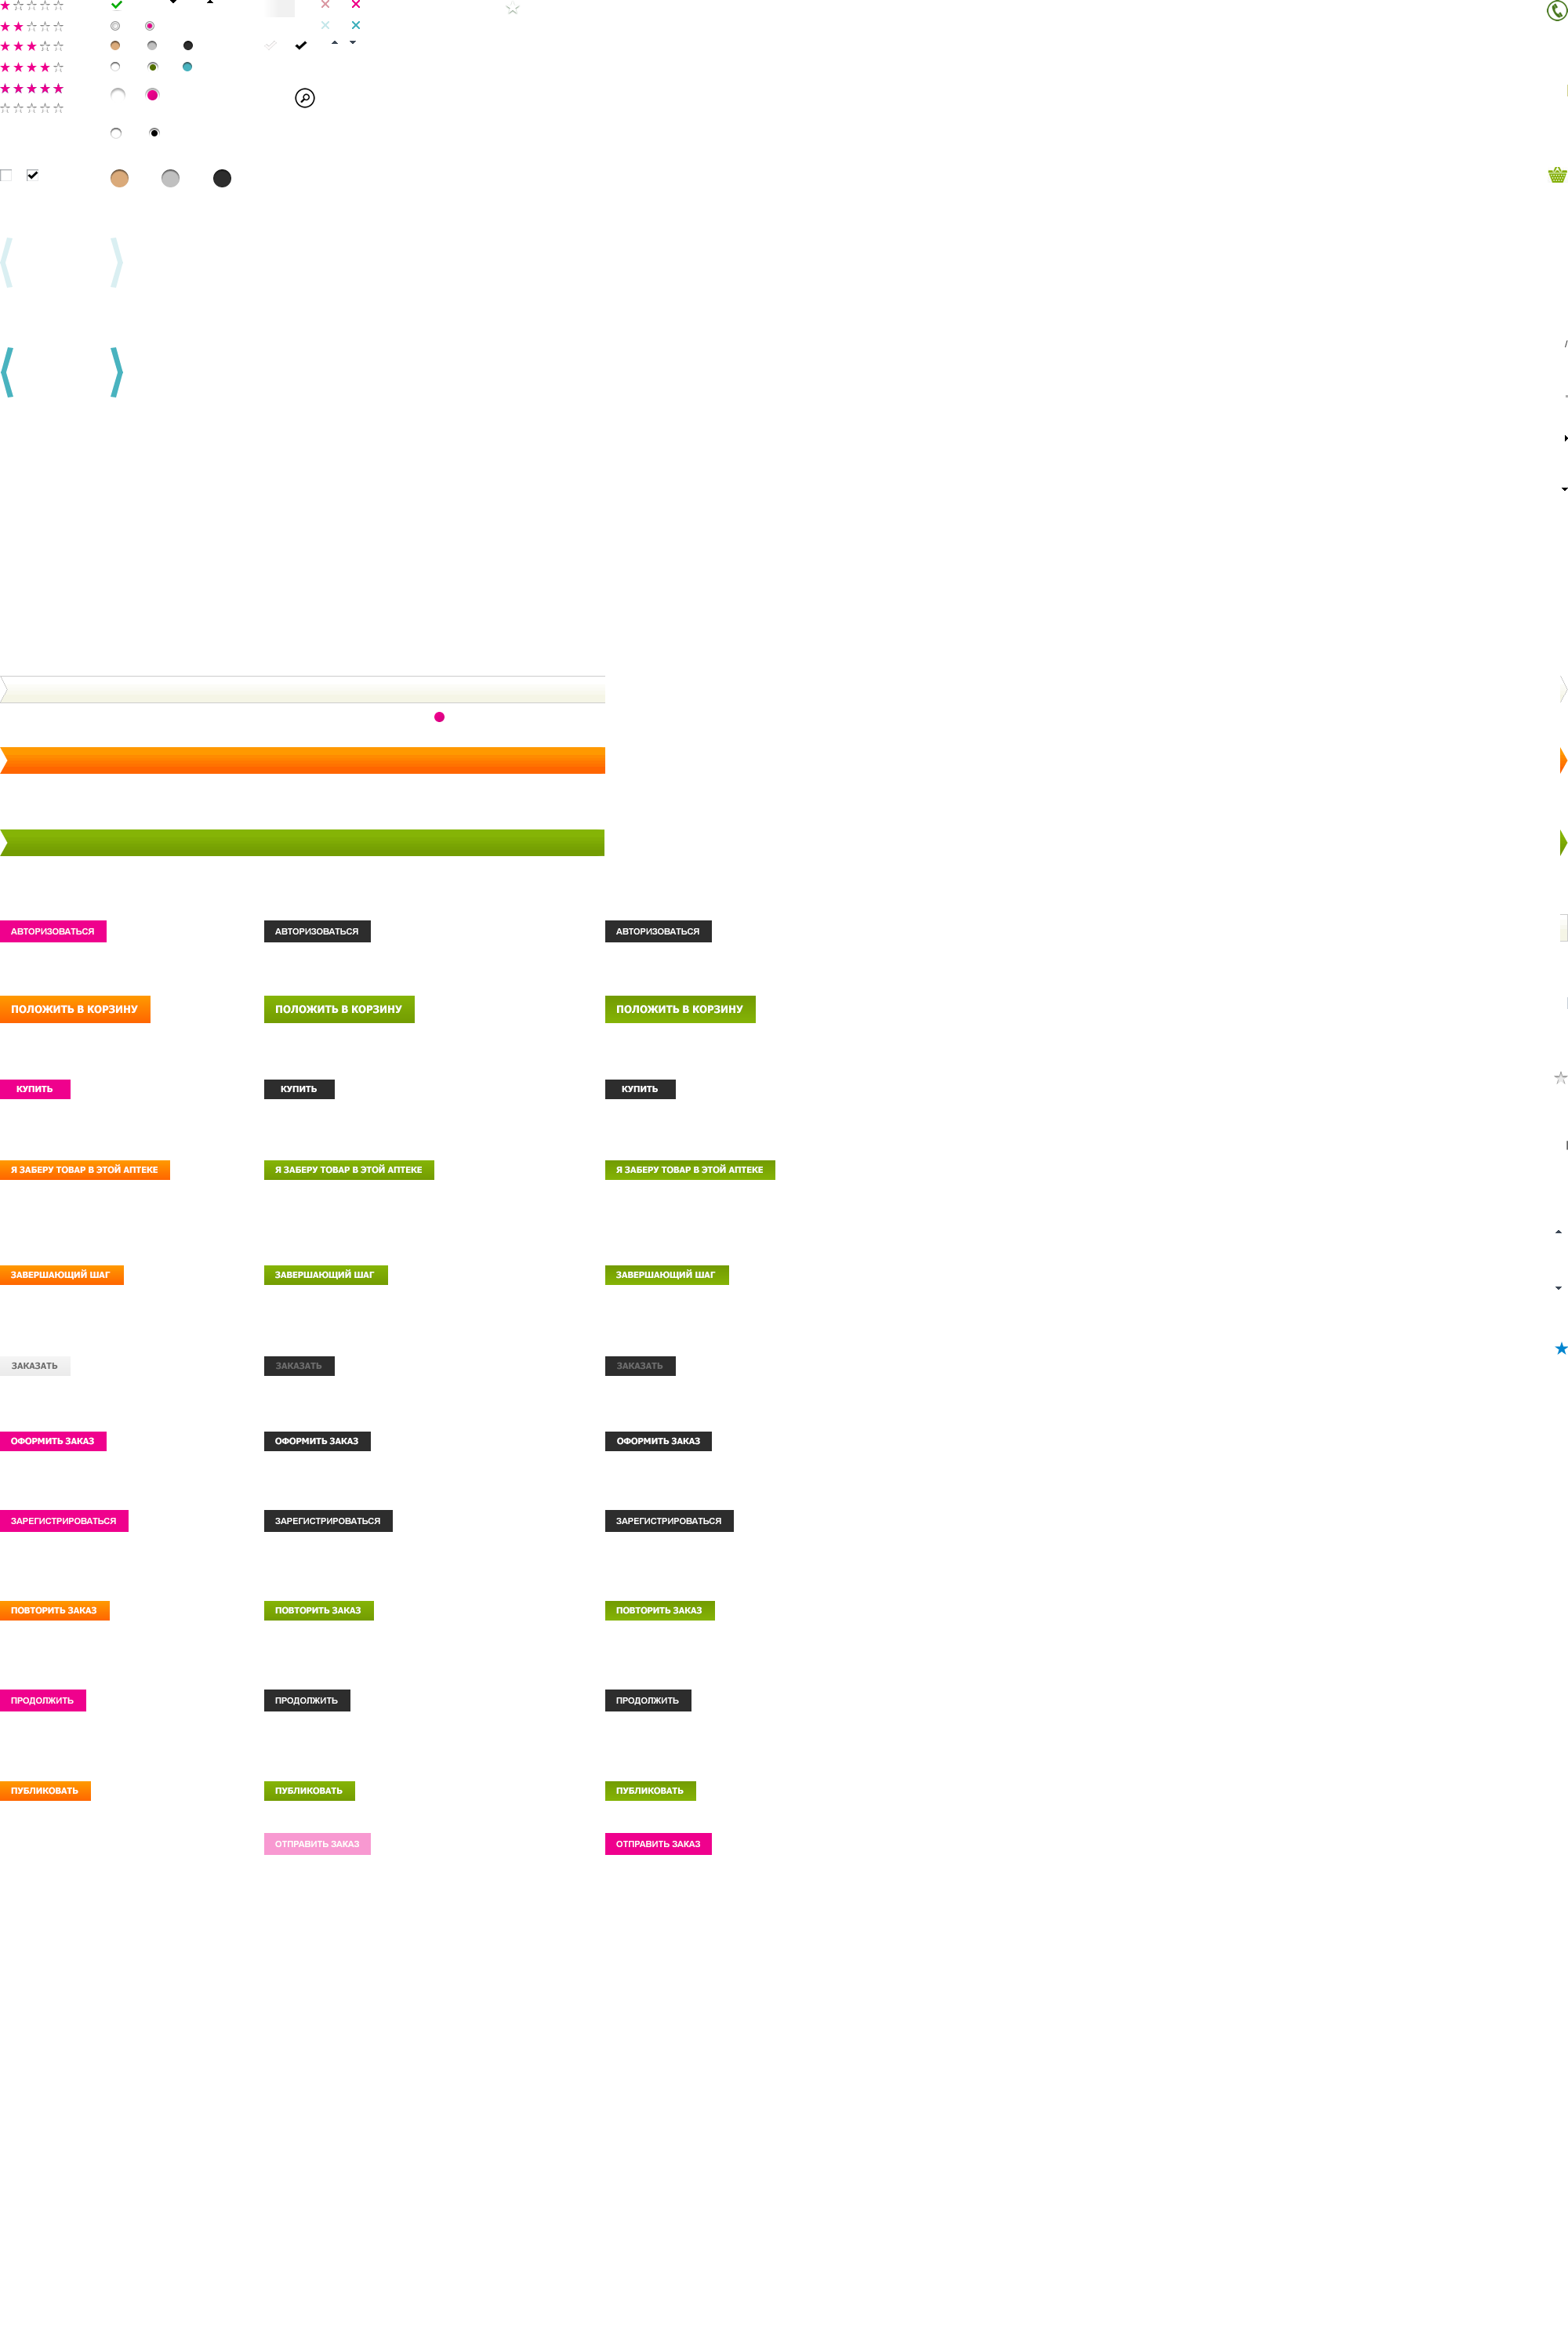 АВТОРИЗОВАТЬСЯ АВТОРИЗОВАТЬСЯ АВТОРИЗОВАТЬСЯ
ПОЛОЖИТЬ В КОРЗИНУ ПОЛОЖИТЬ В КОРЗИНУ ПОЛОЖИТЬ В КОРЗИНУ
КУПИТЬ КУПИТЬ КУПИТЬ
Я ЗАБЕРУ ТОВАР В ЭТОЙ АПТЕКЕ Я ЗАБЕРУ ТОВАР В ЭТОЙ АПТЕКЕ Я ЗАБЕРУ ТОВАР В ЭТОЙ АПТЕКЕ
ЗАВЕРШАЮЩИЙ ШАГ ЗАВЕРШАЮЩИЙ ШАГ ЗАВЕРШАЮЩИЙ ШАГ
ЗАКАЗАТЬ ЗАКАЗАТЬ ЗАКАЗАТЬ
ОФОРМИТЬ ЗАКАЗ ОФОРМИТЬ ЗАКАЗ ОФОРМИТЬ ЗАКАЗ
ЗАРЕГИСТРИРОВАТЬСЯ ЗАРЕГИСТРИРОВАТЬСЯ ЗАРЕГИСТРИРОВАТЬСЯ
ПОВТОРИТЬ ЗАКАЗ ПОВТОРИТЬ ЗАКАЗ ПОВТОРИТЬ ЗАКАЗ
ПРОДОЛЖИТЬ ПРОДОЛЖИТЬ ПРОДОЛЖИТЬ
ПУБЛИКОВАТЬ ПУБЛИКОВАТЬ ПУБЛИКОВАТЬ
ОТПРАВИТЬ ЗАКАЗ ОТПРАВИТЬ ЗАКАЗ